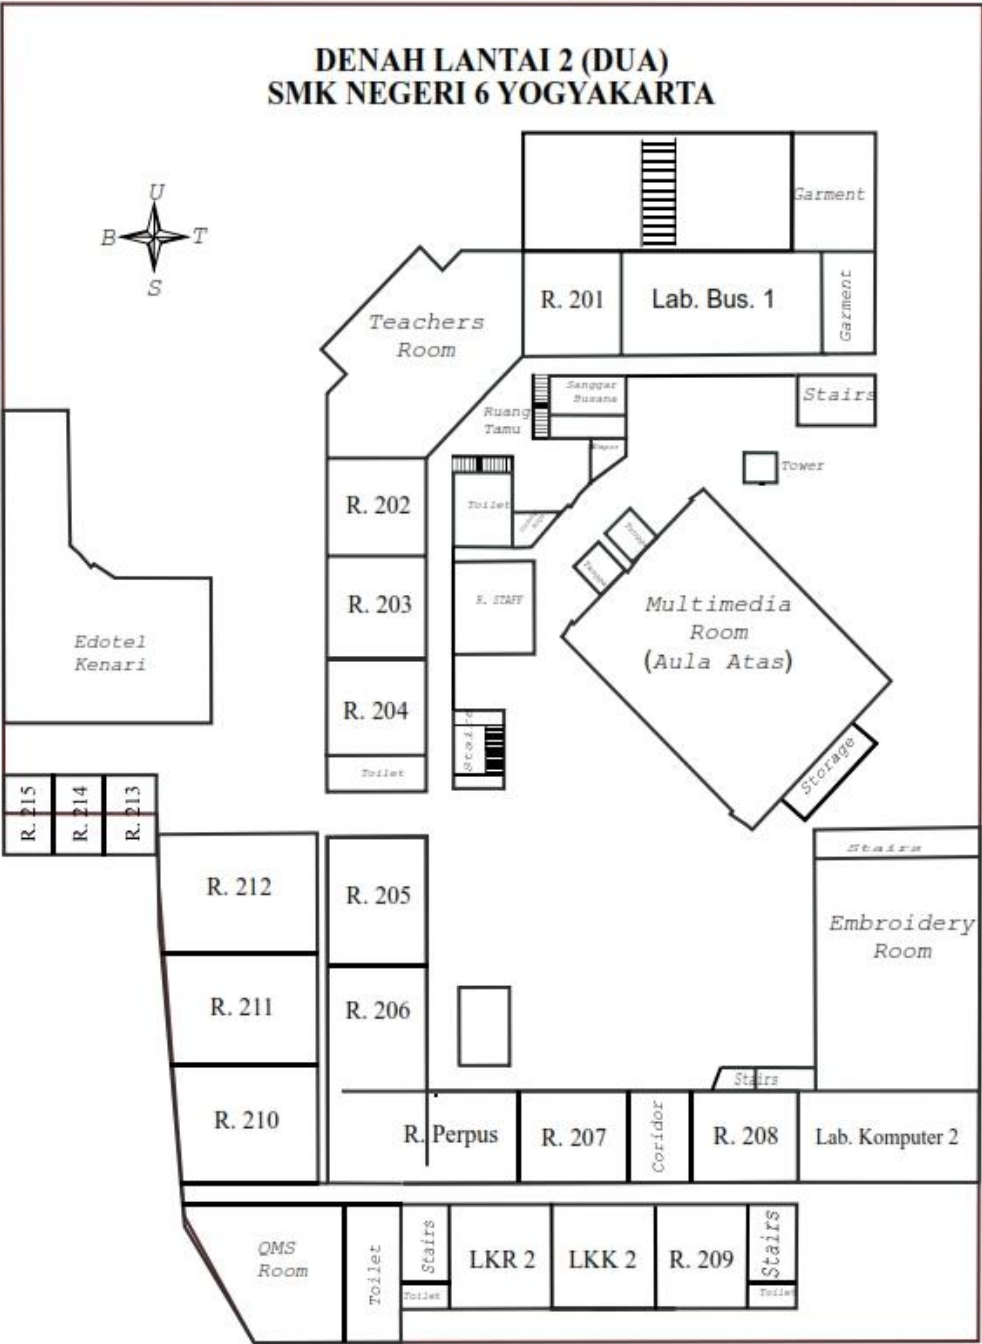 DENAH LANTAI 2 (DUA)
SMK NEGERI 6 YOGYAKARTA
U
B
T
S
Garment
R. 201
Lab. Bus. 1
Garment
Teachers
Room
Sanggar
Busana
Stairs
Ruang
Tamu
Tower
R. 202
Toilet
R. 203
R. STAFF
Multimedia
Room
(Aula Atas)
Edotel
Kenari
R. 204
Stairs
Toilet
Storage
R. 215
R. 214
R. 213
Stairs
R. 212
R. 205
Embroidery
Room
R. 211
R. 206
Stairs
R. 210
R. Perpus
R. 207
Coridor
R. 208
Lab. Komputer 2
QMS
Room
Toilet
Stairs
Toilet
LKR 2
LKK 2
R. 209
Stairs
Toilet